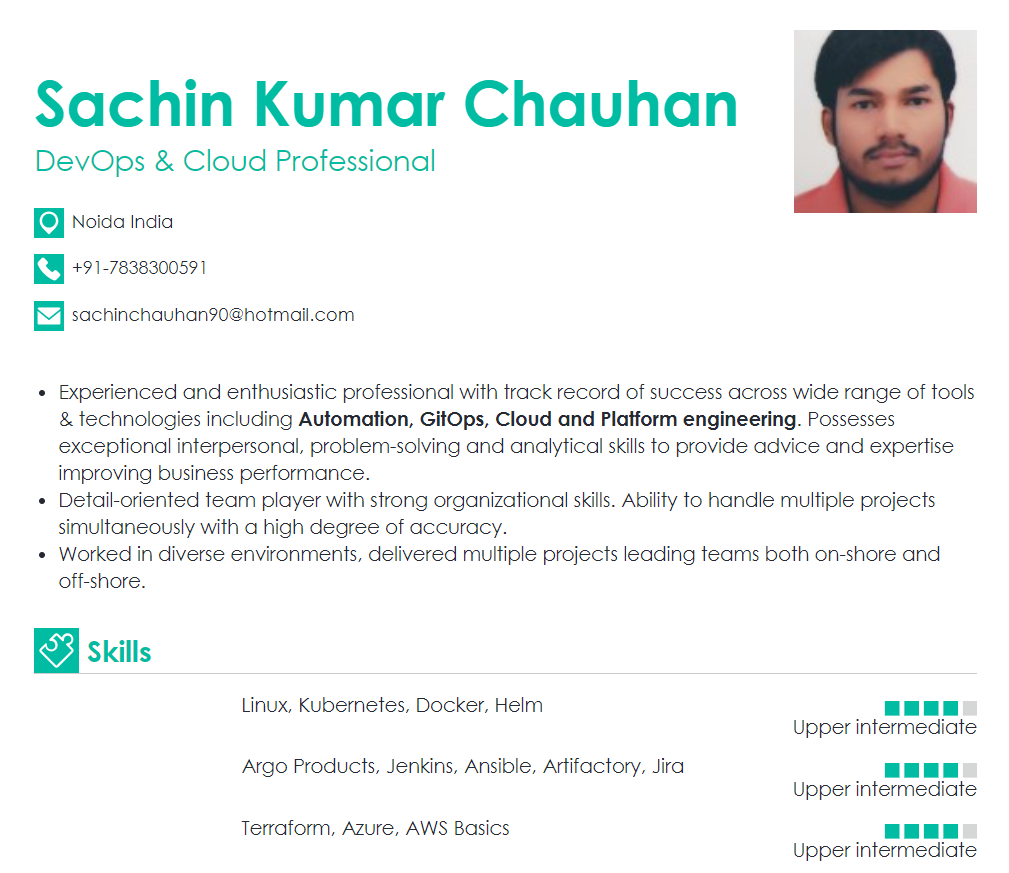 Sachin Kumar Chauhan
DevOps & Cloud Professional
Noida India
+91-7838300591
sachinchauhan90@hotmail.com
• Experienced and enthusiastic professional with track record of success across wide range of tools
& technologies including Automation, GitOps, Cloud and Platform engineering. Possesses
exceptional interpersonal, problem-solving and analytical skills to provide advice and expertise
improving business performance.
• Detail-oriented team player with strong organizational skills. Ability to handle multiple projects
simultaneously with a high degree of accuracy.
• Worked in diverse environments, delivered multiple projects leading teams both on-shore and
off-shore.
Skills
Linux, Kubernetes, Docker, Helm
Upper intermediate
Argo Products, Jenkins, Ansible, Artifactory, Jira
Upper intermediate
Terraform, Azure, AWS Basics
Upper intermediate